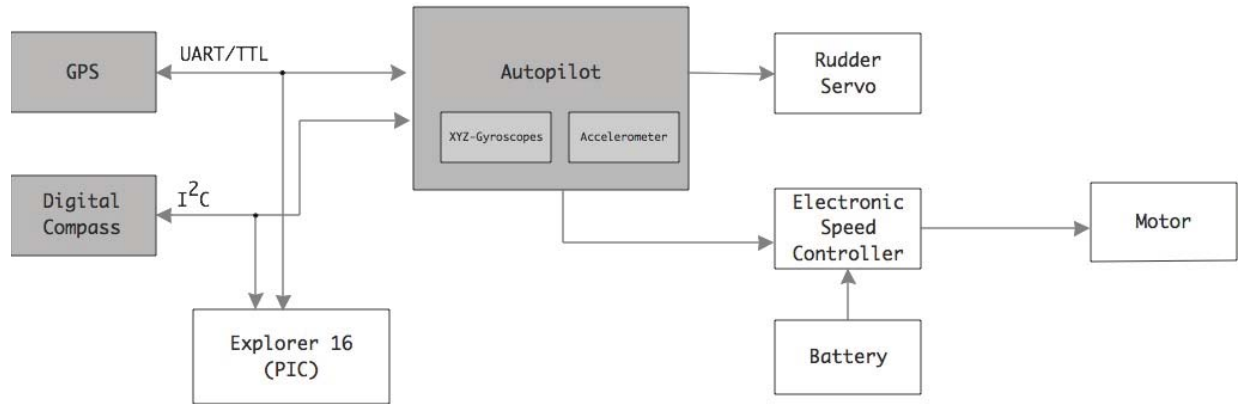 GPS
UART/TTL
Autopilot
XYZ-Gyroscopes
Accelerometer
Rudder
Servo
Digital
Compass
I²C
Electronic
Speed
Controller
Motor
Explorer 16
(PIC)
Battery